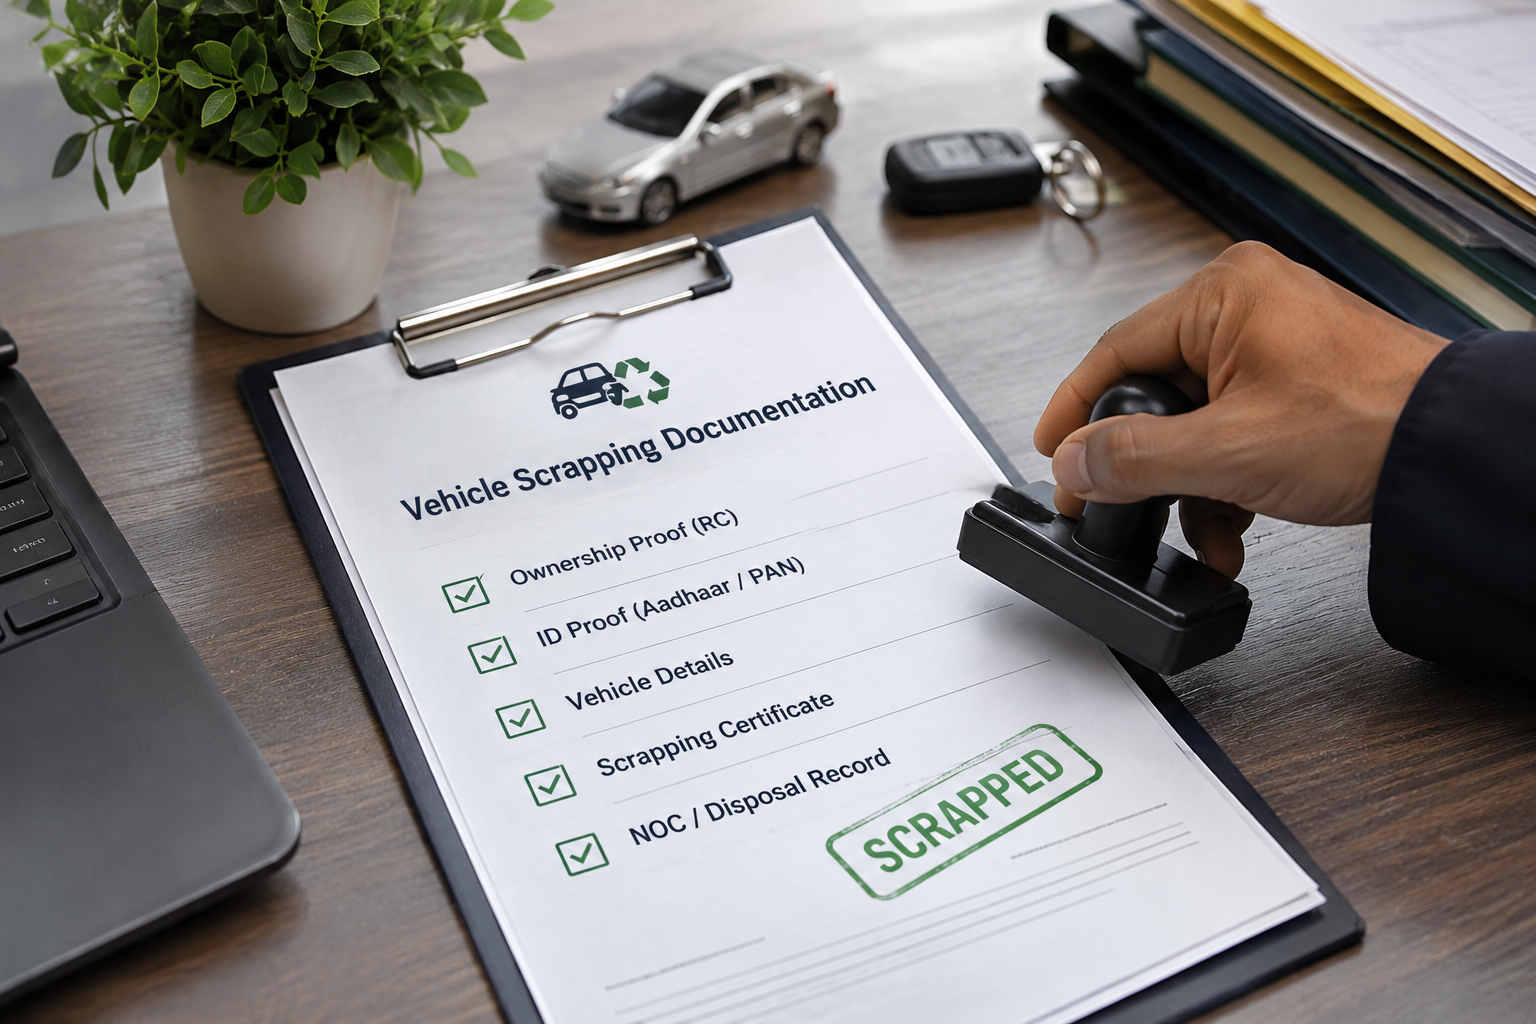 Vehicle Scrapping Documentation
Ownership Proof (RC)
ID Proof (Aadhaar / PAN)
Vehicle Details
Scrapping Certificate
NOC / Disposal Record
SCRAPPED